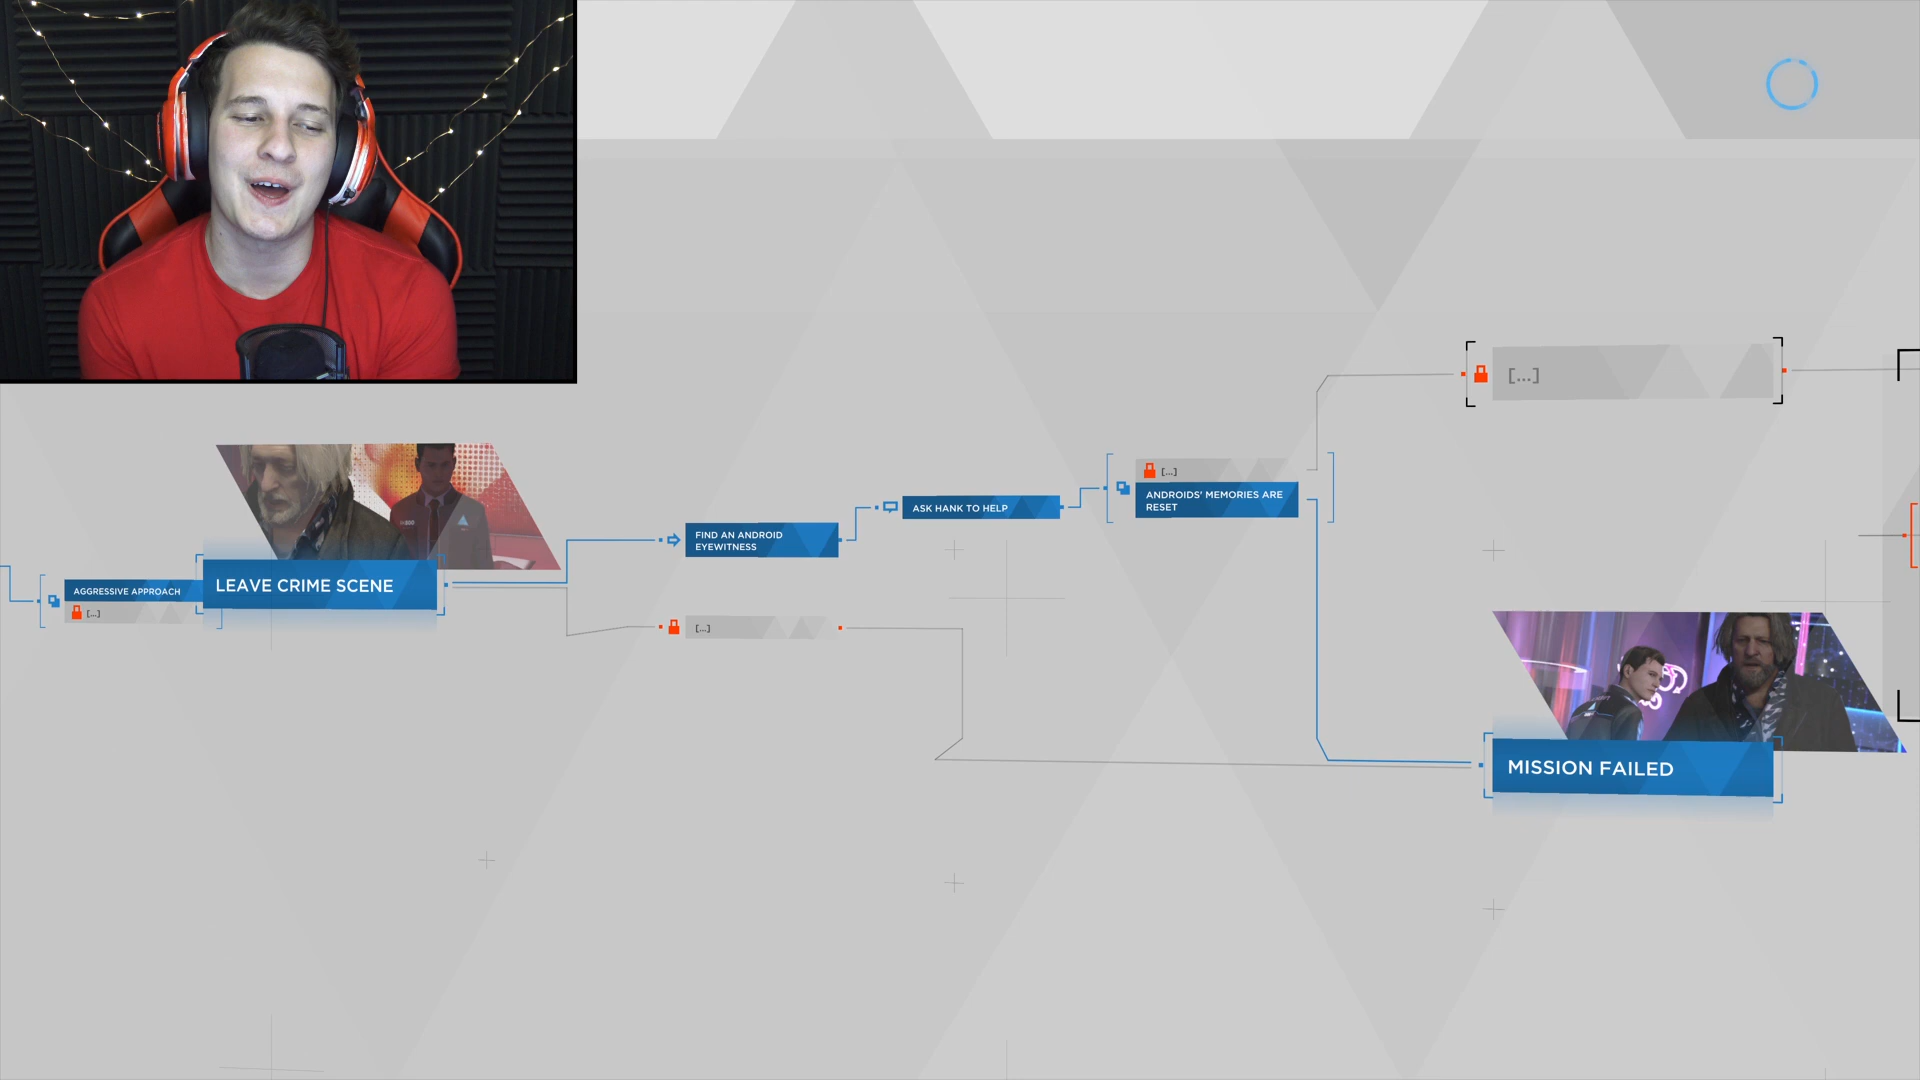 [...]
[...]
ANDROIDS' MEMORIES ARE
RESET
ASK HANK TO HELP
FIND AN ANDROID
EYEWITNESS
LEAVE CRIME SCENE
AGGRESSIVE APPROACH
[...]
[...]
MISSION FAILED